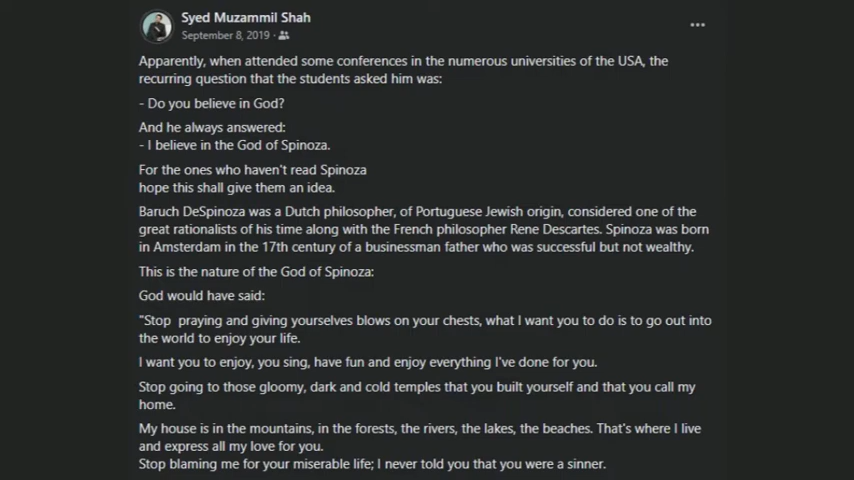 Syed Muzammil Shah
September 8, 2019 ·
Apparently, when attended some conferences in the numerous universities of the USA, the
recurring question that the students asked him was:
- Do you believe in God?
And he always answered:
- I believe in the God of Spinoza.
For the ones who haven't read Spinoza
hope this shall give them an idea.
Baruch DeSpinoza was a Dutch philosopher, of Portuguese Jewish origin, considered one of the
great rationalists of his time along with the French philosopher Rene Descartes. Spinoza was born
in Amsterdam in the 17th century of a businessman father who was successful but not wealthy.
This is the nature of the God of Spinoza:
God would have said:
"Stop praying and giving yourselves blows on your chests, what I want you to do is to go out into
the world to enjoy your life.
I want you to enjoy, you sing, have fun and enjoy everything I've done for you.
Stop going to those gloomy, dark and cold temples that you built yourself and that you call my
home.
My house is in the mountains, in the forests, the rivers, the lakes, the beaches. That's where I live
and express all my love for you.
Stop blaming me for your miserable life; I never told you that you were a sinner.